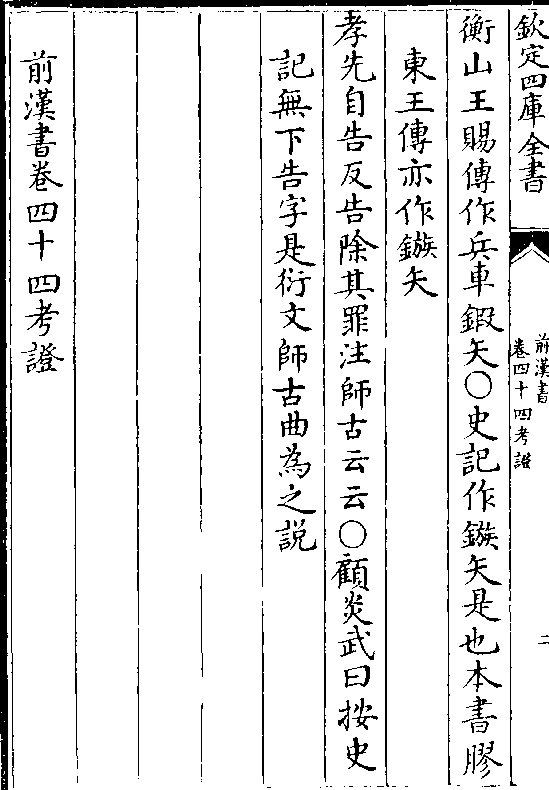 欽定四庫全書
前漢書
卷四十四考證
二
衡山王賜傳作兵車鍜矢○史記作鏃矢是也本書膠
東王傳亦作鏃矢
孝先自告反告除其罪注師古云云○顧炎武曰按史
記無下告字是衍文師古曲為之説
前漢書卷四十四考證